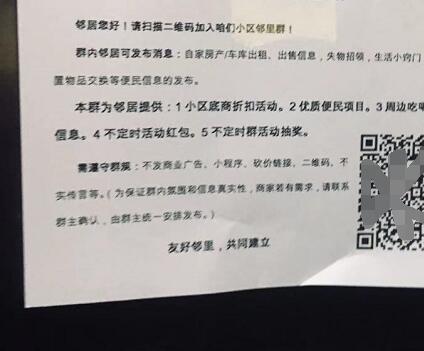 邻居您好！请扫描二维码加入咱们小区邻里群！
群内邻居可发布消息：自家房产/车库出租、出售信息，失物招领，生活小窍门
置物品交换等便民信息的发布。
本群为邻居提供：1小区底商折扣活动。2优质便民项目。3周边吃喝
信息。4不定时活动红包。5不定时群活动抽奖。
需遵守群规：不发商业广告、小程序、砍价链接、二维码、不
实传言等。（为保证群内氛围和信息真实性，商家若有需求，请联系
群主确认，由群主统一安排发布。）
友好邻里，共同建立